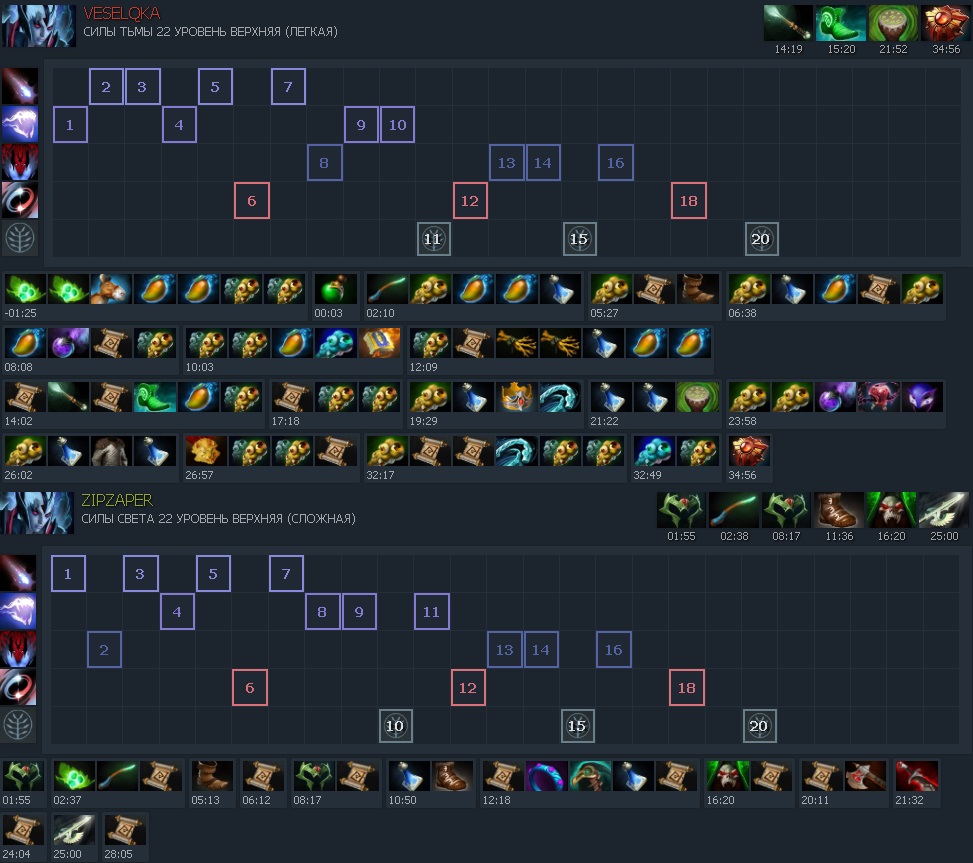 VESELQKA
СИЛЫ ТЬМЫ 22 УРОВЕНЬ ВЕРХНЯЯ (ЛЕГКАЯ)
14:19 15:20 21:52 34:56
2 3 5 7
1 4 9 10
8 13 14 16
6 12 18
11 15 20
-01:25 00:03 02:10 05:27 06:38
08:08 10:03 12:09
14:02 17:18 19:29 21:22 23:58
26:02 26:57 32:17 32:49 34:56
ZIPZAPER
СИЛЫ СВЕТА 22 УРОВЕНЬ ВЕРХНЯЯ (СЛОЖНАЯ)
01:55 02:38 08:17 11:36 16:20 25:00
1 3 5 7
4 8 9 11
2 13 14 16
6 12 18
10 15 20
01:55 02:37 05:13 06:12 08:17 10:50 12:18 16:20 20:11 21:32
24:04 25:00 28:05